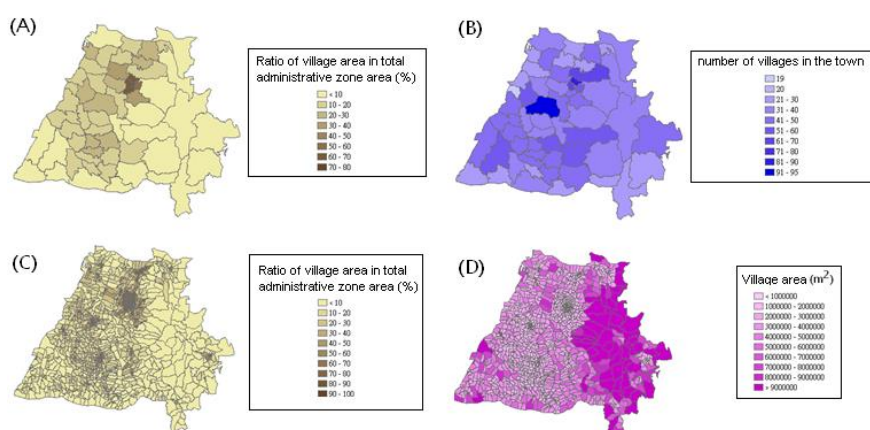 (A)
Ratio of village area in total
administrative zone area (%)
< 10
10 - 20
20-30
30 - 40
40 - 50
50 - 60
60 - 70
70 - 80
(B)
number of villages in the town
19
20
21 - 30
31 - 40
41 - 50
51 - 60
61 - 70
71 - 80
81 - 90
91 - 95
(C)
Ratio of village area in total
administrative zone area (%)
< 10
10 - 20
20 - 30
30 - 40
40 - 50
50 - 60
60 - 70
70 - 80
80 - 90
90 - 100
(D)
Village area (m²)
< 1000000
1000000 - 2000000
2000000 - 3000000
3000000 - 4000000
4000000 - 5000000
5000000 - 6000000
6000000 - 7000000
7000000 - 8000000
8000000 - 9000000
> 9000000